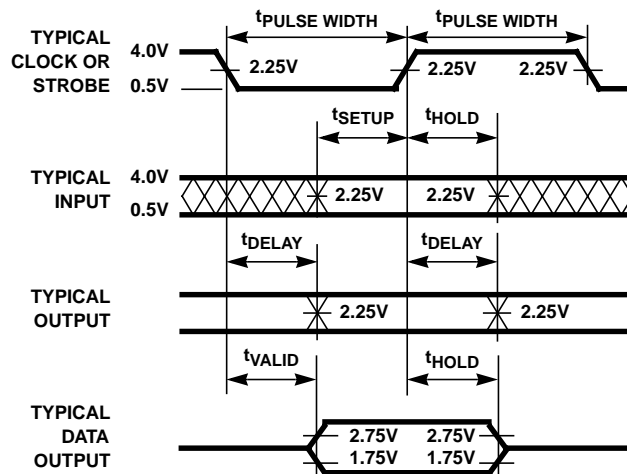 tPULSE WIDTH tPULSE WIDTH
TYPICAL
CLOCK OR
STROBE
4.0V
0.5V
2.25V 2.25V 2.25V
tSETUP tHOLD
TYPICAL
INPUT
4.0V
0.5V
2.25V 2.25V
tDELAY tDELAY
TYPICAL
OUTPUT
2.25V 2.25V
tVALID tHOLD
TYPICAL
DATA
OUTPUT
2.75V 2.75V
1.75V 1.75V